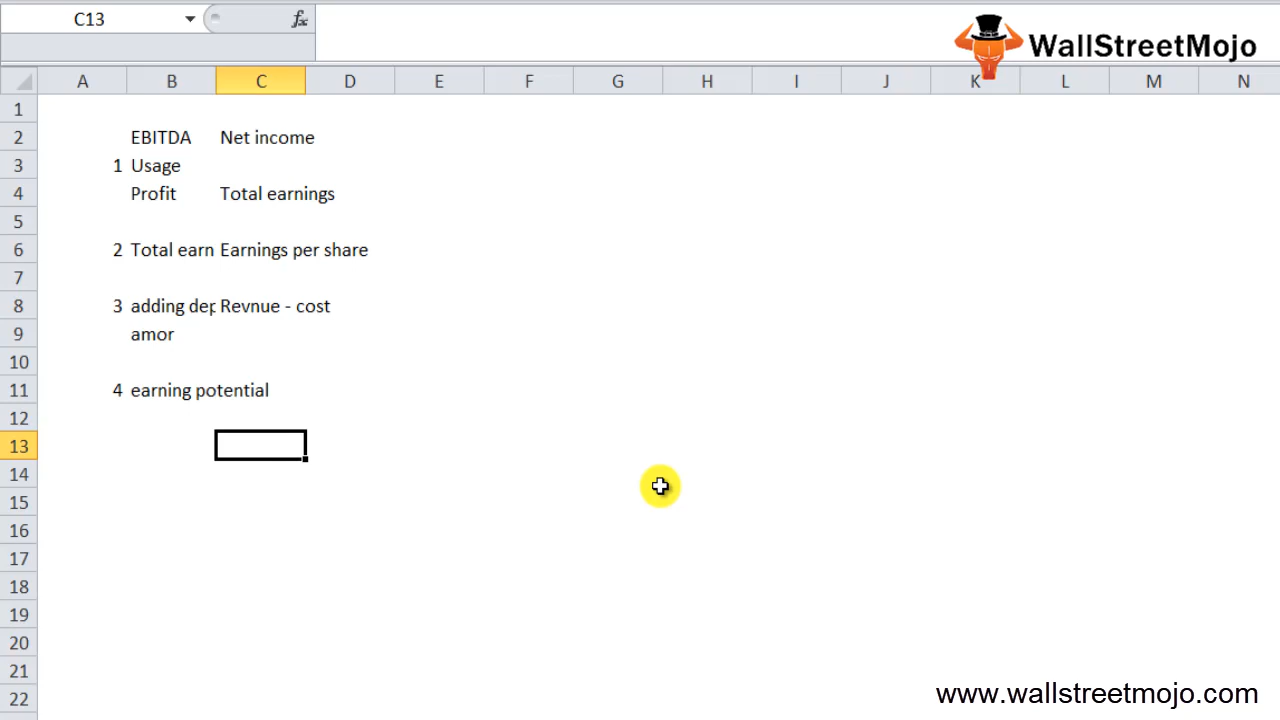 C13 fx
WallStreetMojo
A B C D E F G H I J K L M N
1
2 EBITDA Net income
3 1 Usage
4 Profit Total earnings
5
6 2 Total earn Earnings per share
7
8 3 adding dep Revnue - cost
9 amor
10
11 4 earning potential
12
13
14
15
16
17
18
19
20
21
22
www.wallstreetmojo.com